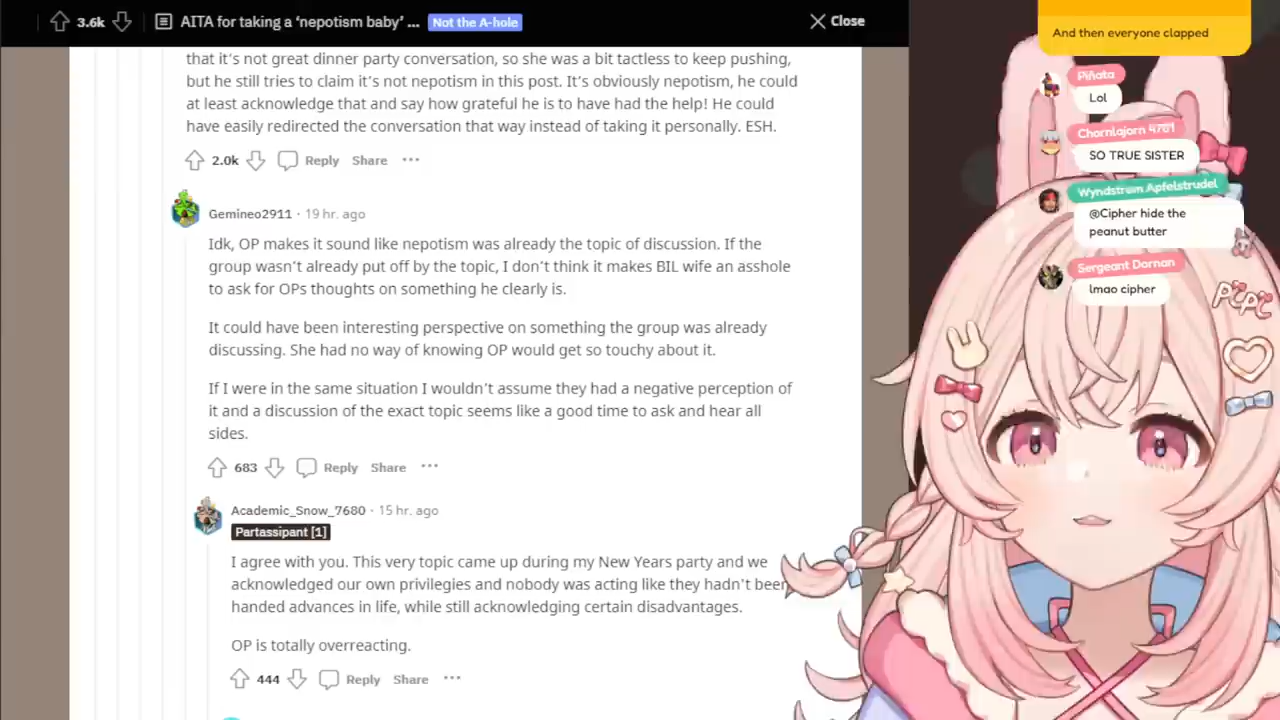 3.6k
AITA for taking a ‘nepotism baby’ ...
Not the A-hole
Close
that it’s not great dinner party conversation, so she was a bit tactless to keep pushing,
but he still tries to claim it’s not nepotism in this post. It’s obviously nepotism, he could
at least acknowledge that and say how grateful he is to have had the help! He could
have easily redirected the conversation that way instead of taking it personally. ESH.
2.0k Reply Share ...
Gemineo2911 · 19 hr. ago
Idk, OP makes it sound like nepotism was already the topic of discussion. If the
group wasn’t already put off by the topic, I don’t think it makes BIL wife an asshole
to ask for OPs thoughts on something he clearly is.
It could have been interesting perspective on something the group was already
discussing. She had no way of knowing OP would get so touchy about it.
If I were in the same situation I wouldn’t assume they had a negative perception of
it and a discussion of the exact topic seems like a good time to ask and hear all
sides.
683 Reply Share ...
Academic_Snow_7680 · 15 hr. ago
Partassipant [1]
I agree with you. This very topic came up during my New Years party and we
acknowledged our own privilegies and nobody was acting like they hadn’t been
handed advances in life, while still acknowledging certain disadvantages.
OP is totally overreacting.
444 Reply Share ...
And then everyone clapped
Piñata
Lol
Chornlajorn 4761
SO TRUE SISTER
Wyndstrum Apfelstrudel
@Cipher hide the
peanut butter
Sergeant Dornan
lmao cipher
PiPi